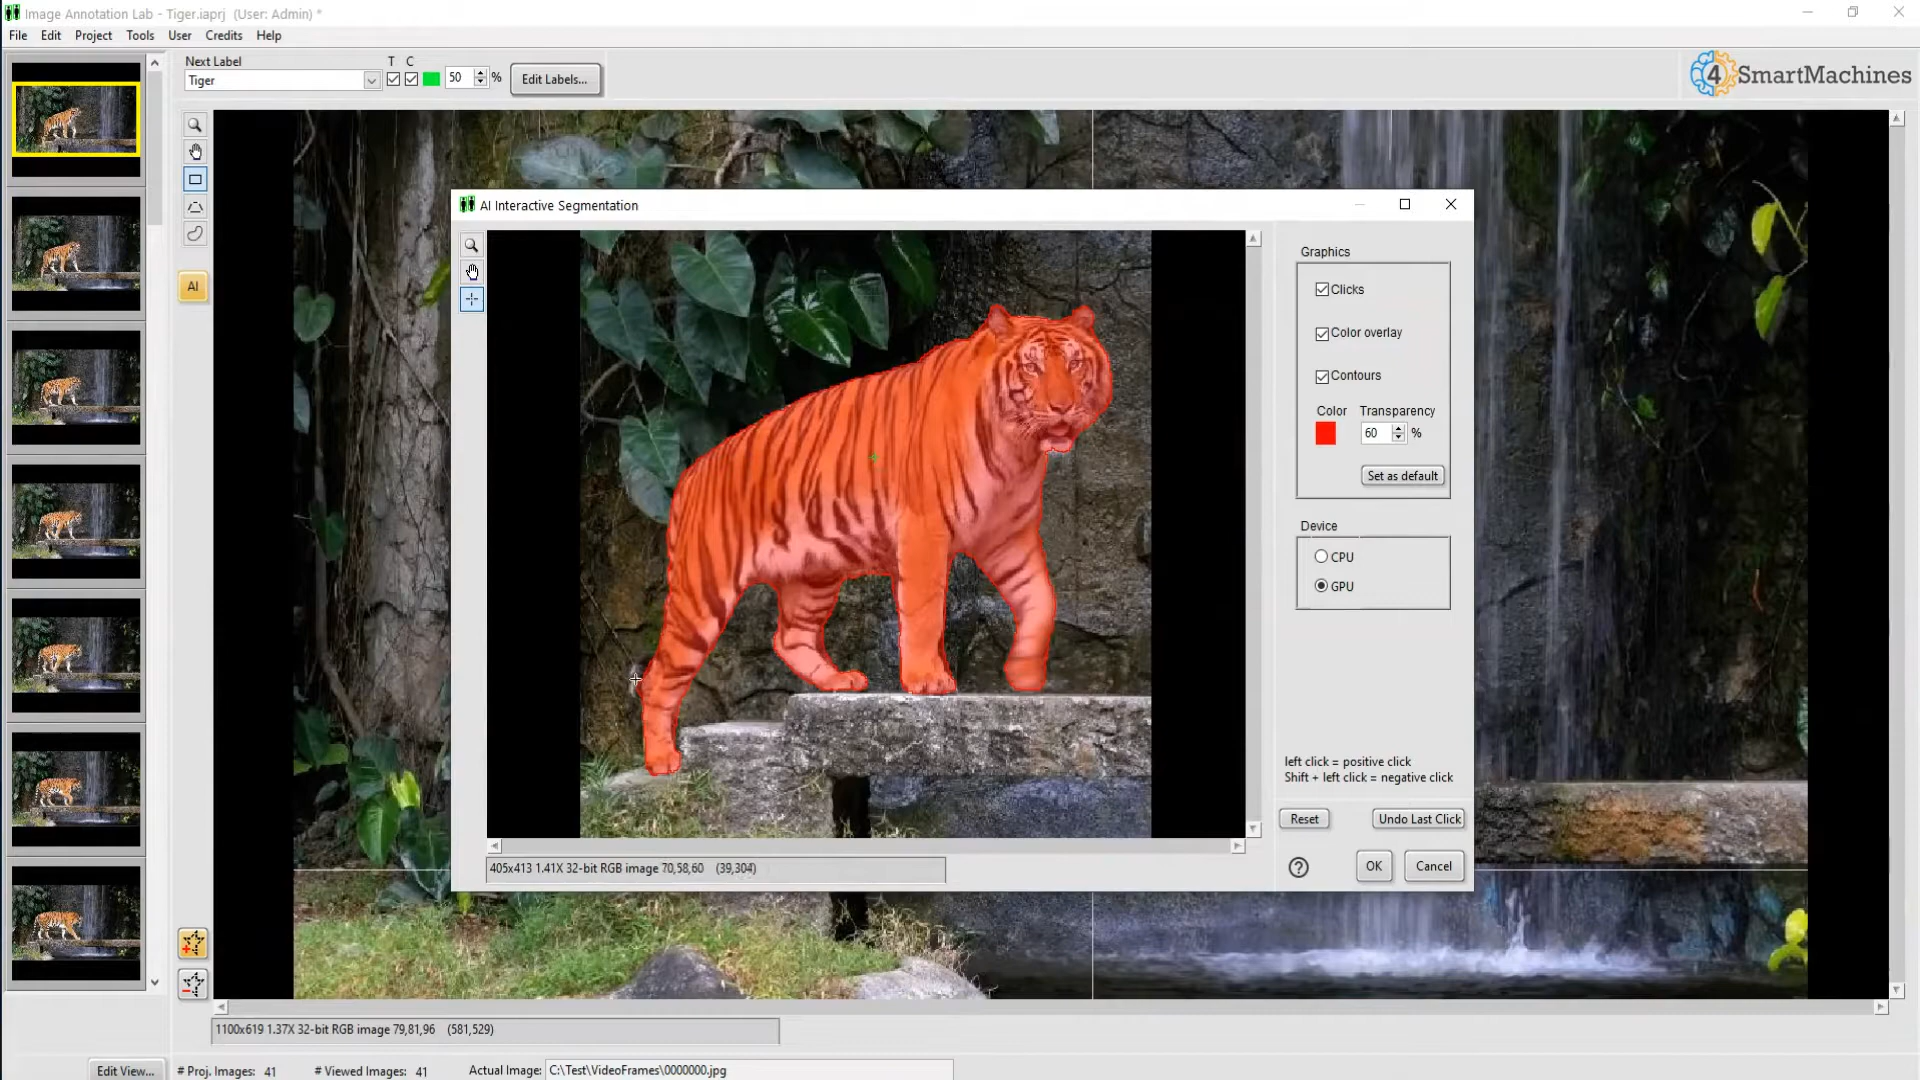 Image Annotation Lab - Tiger.iaprj (User: Admin) *
File Edit Project Tools User Credits Help
Next Label T C
Tiger 50 % Edit Labels...
4SmartMachines
AI
AI Interactive Segmentation
Graphics
Clicks
Color overlay
Contours
Color Transparency
60 %
Set as default
Device
CPU
GPU
left click = positive click
Shift + left click = negative click
Reset Undo Last Click
405x413 1.41X 32-bit RGB image 70,58,60 (39,304)
? OK Cancel
1100x619 1.37X 32-bit RGB image 79,81,96 (581,529)
Edit View... # Proj. Images: 41 # Viewed Images: 41 Actual Image: C:\Test\VideoFrames\0000000.jpg